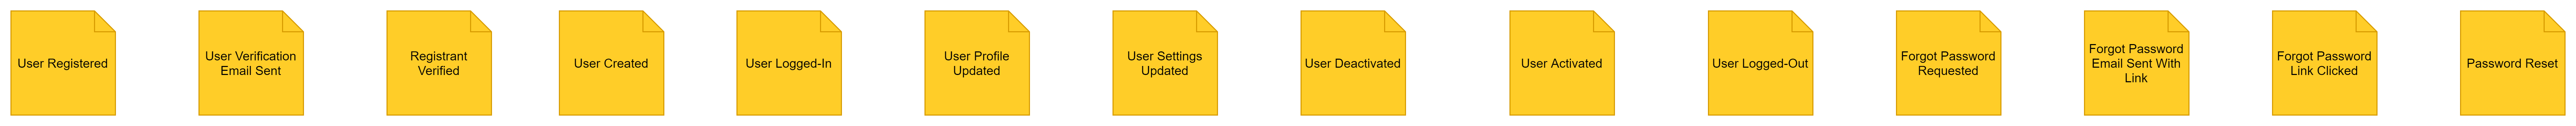 User Registered
User Verification
Email Sent
Registrant
Verified
User Created
User Logged-In
User Profile
Updated
User Settings
Updated
User Deactivated
User Activated
User Logged-Out
Forgot Password
Requested
Forgot Password
Email Sent With
Link
Forgot Password
Link Clicked
Password Reset